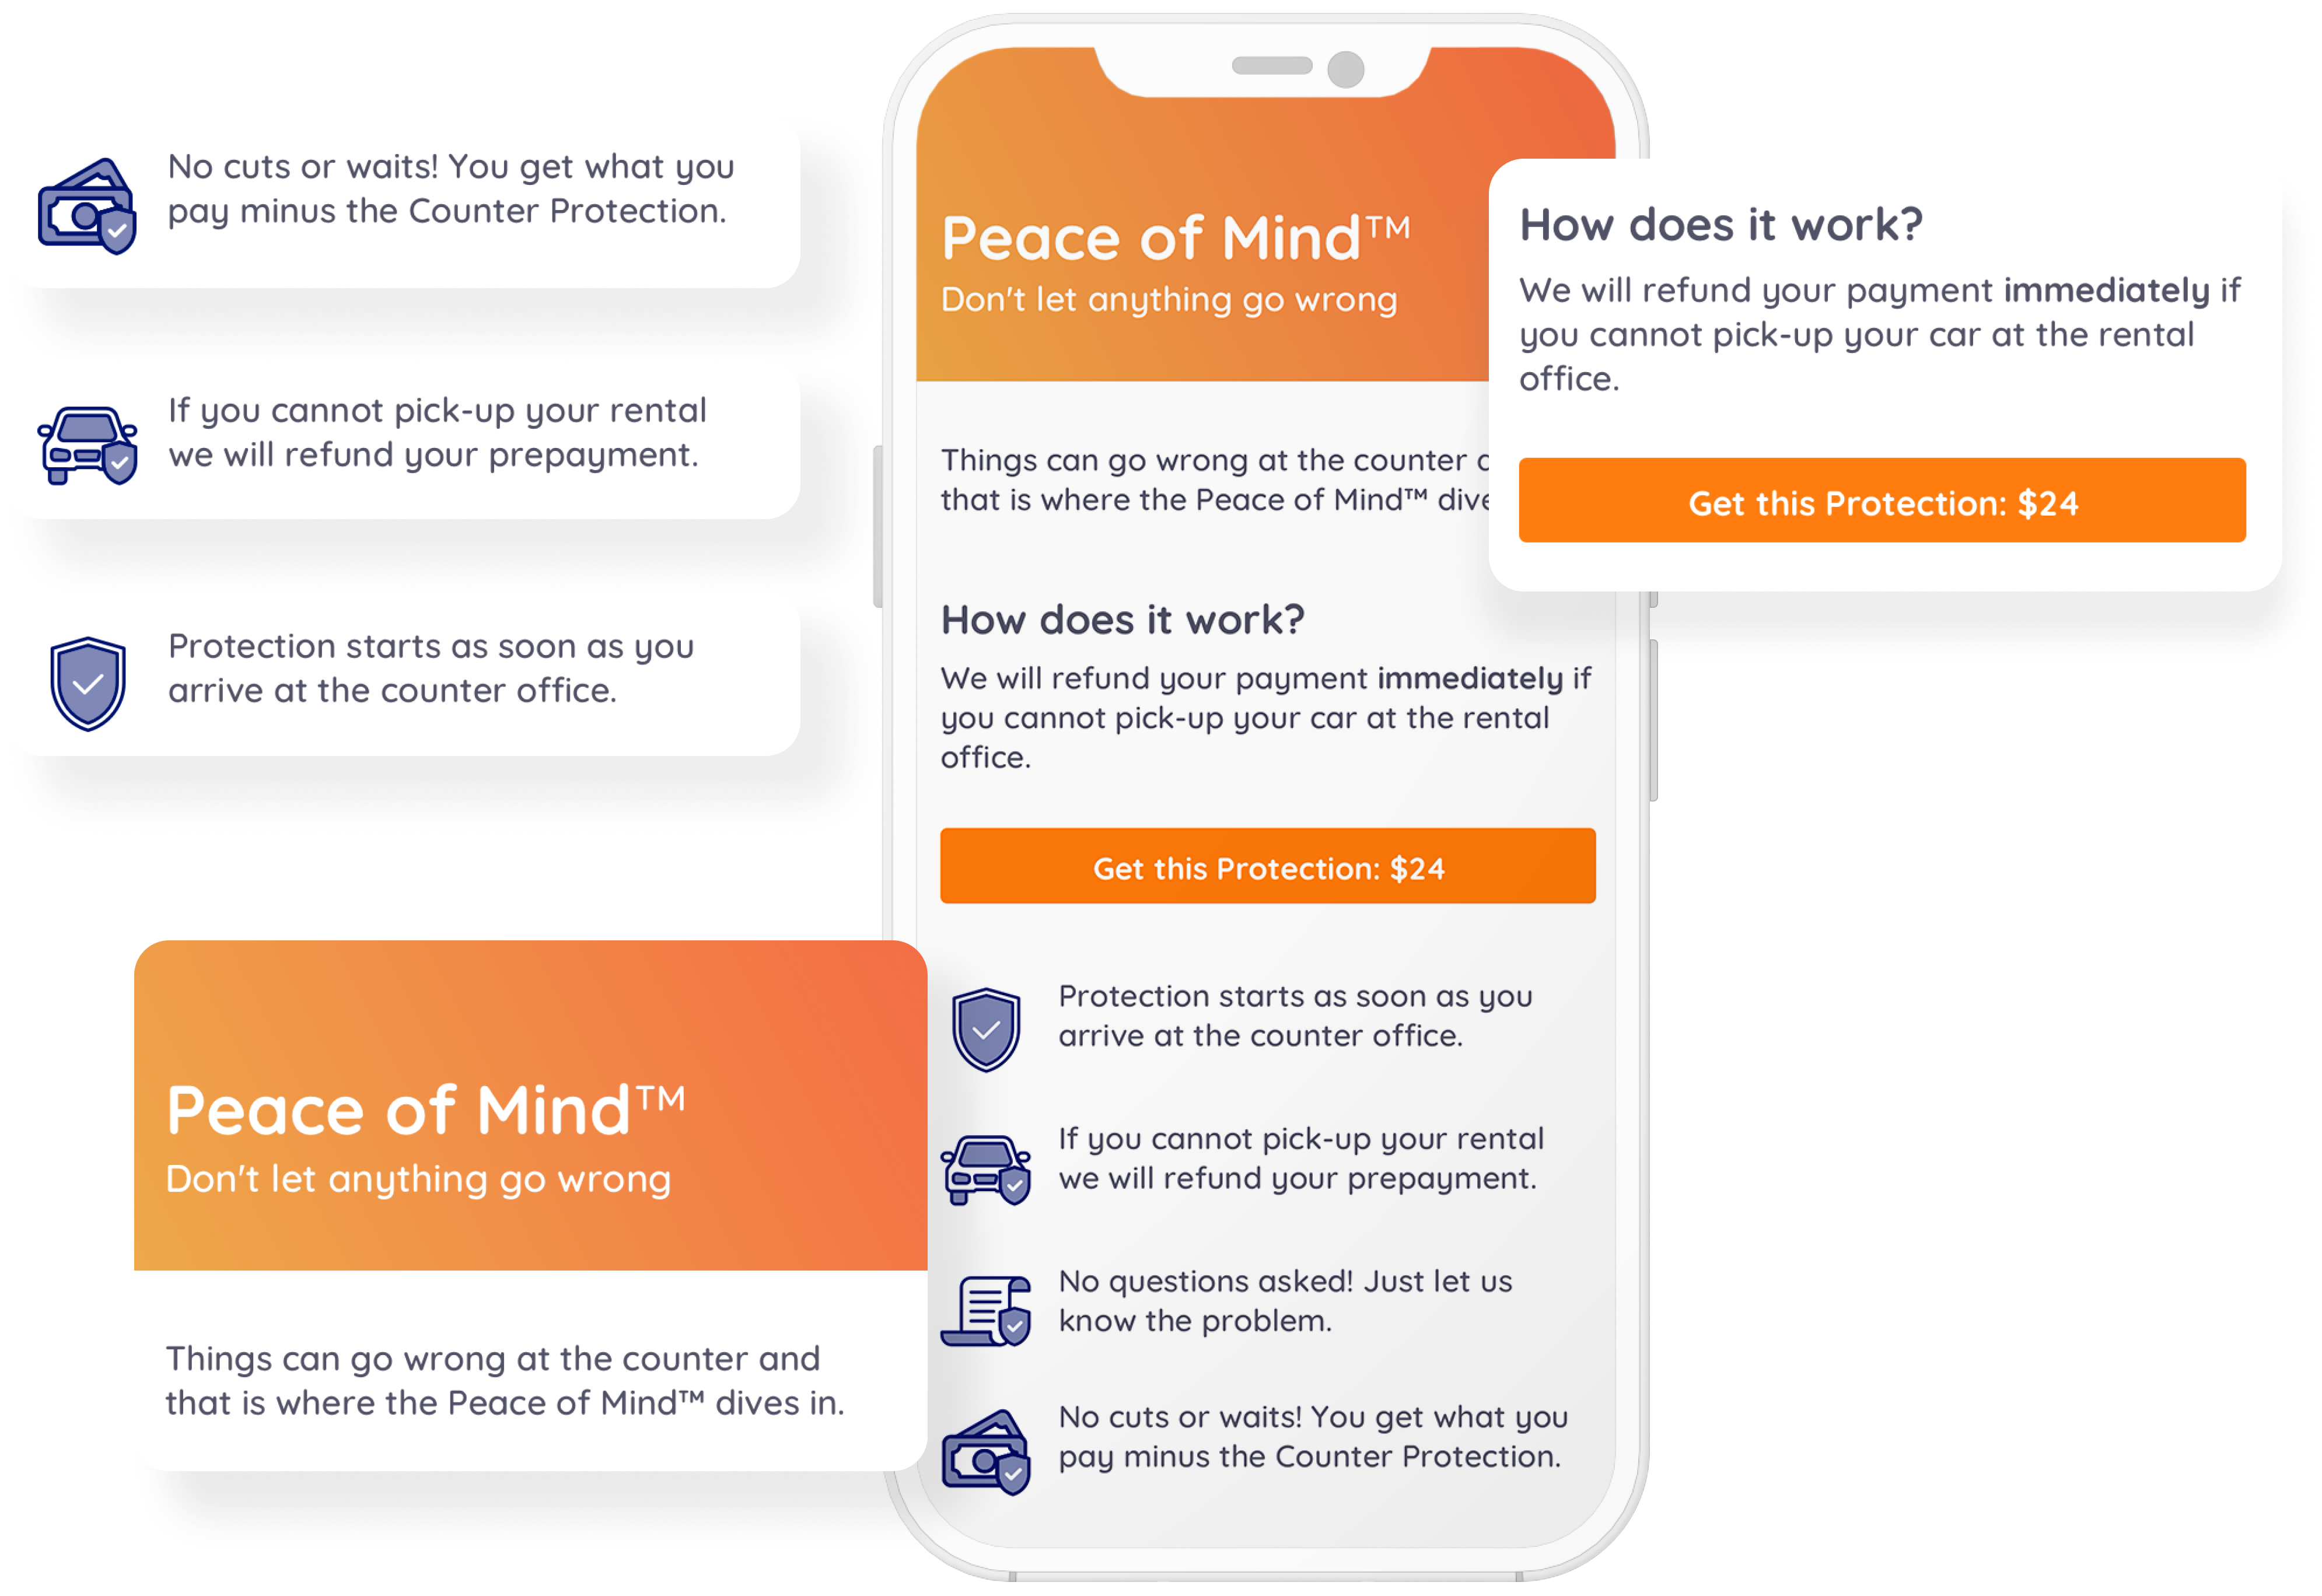 No cuts or waits! You get what you
pay minus the Counter Protection.
If you cannot pick-up your rental
we will refund your prepayment.
Protection starts as soon as you
arrive at the counter office.
Peace of Mind™
Don't let anything go wrong
Things can go wrong at the counter and
that is where the Peace of Mind™ dives in.
Peace of Mind™
Don't let anything go wrong
Things can go wrong at the counter
that is where the Peace of Mind™
How does it work?
We will refund your payment immediately if
you cannot pick-up your car at the rental
office.
Get this Protection: $24
Protection starts as soon as you
arrive at the counter office.
If you cannot pick-up your rental
we will refund your prepayment.
No questions asked! Just let us
know the problem.
No cuts or waits! You get what you
pay minus the Counter Protection.
How does it work?
We will refund your payment immediately if
you cannot pick-up your car at the rental
office.
Get this Protection: $24